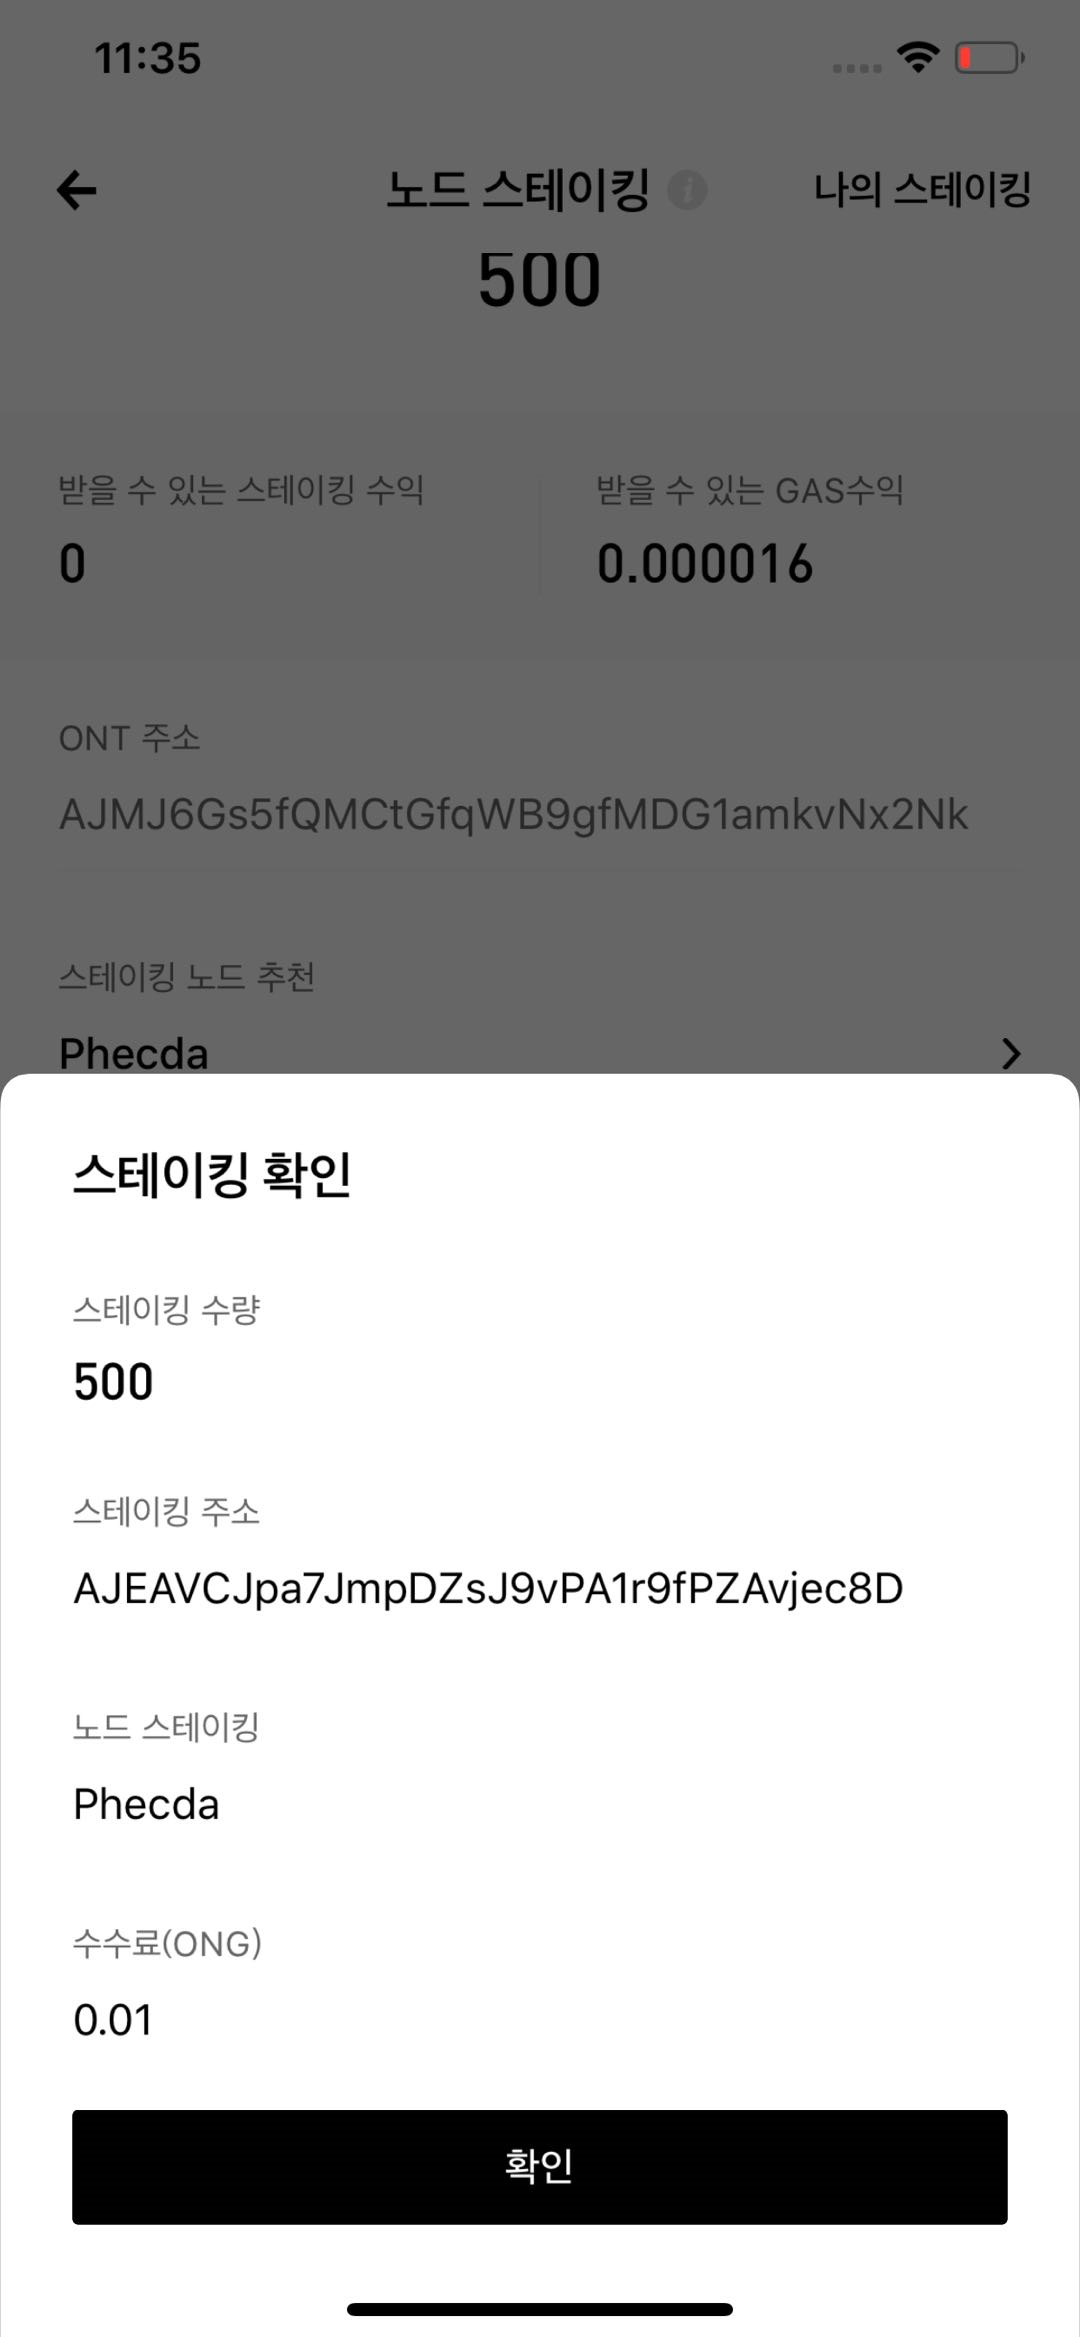 11:35
노드 스테이킹
나의 스테이킹
500
받을 수 있는 스테이킹 수익
받을 수 있는 GAS수익
0
0.000016
ONT 주소
AJMJ6Gs5fQMCtGfqWB9gfMDG1amkvNx2Nk
스테이킹 노드 추천
Phecda
스테이킹 확인
스테이킹 수량
500
스테이킹 주소
AJEAVCJpa7JmpDZsJ9vPA1r9fPZAvjec8D
노드 스테이킹
Phecda
수수료(ONG)
0.01
확인